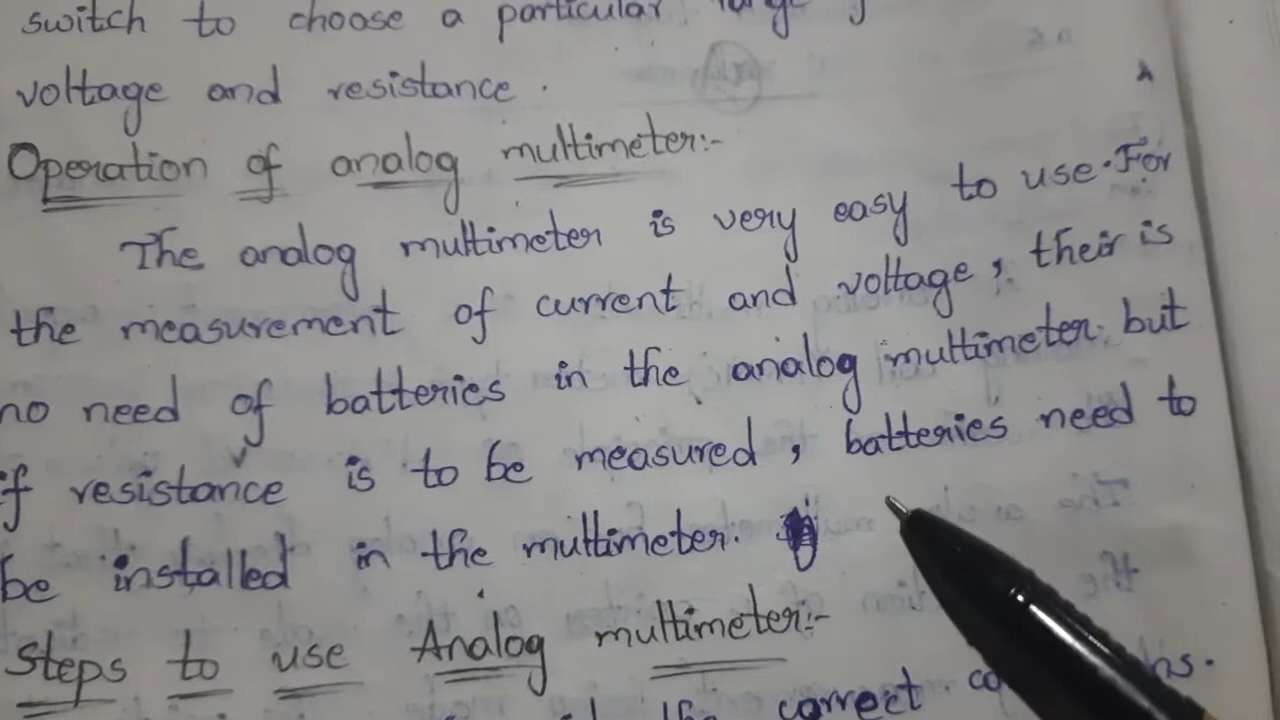 switch to choose a particular
voltage and resistance.
Operation of analog multimeter:-
The analog multimeter is very easy to use. For
the measurement of current and voltage, their is
no need of batteries in the analog multimeter. but
if resistance is to be measured, batteries need to
be installed in the multimeter.
Steps to use Analog multimeter:-
the correct